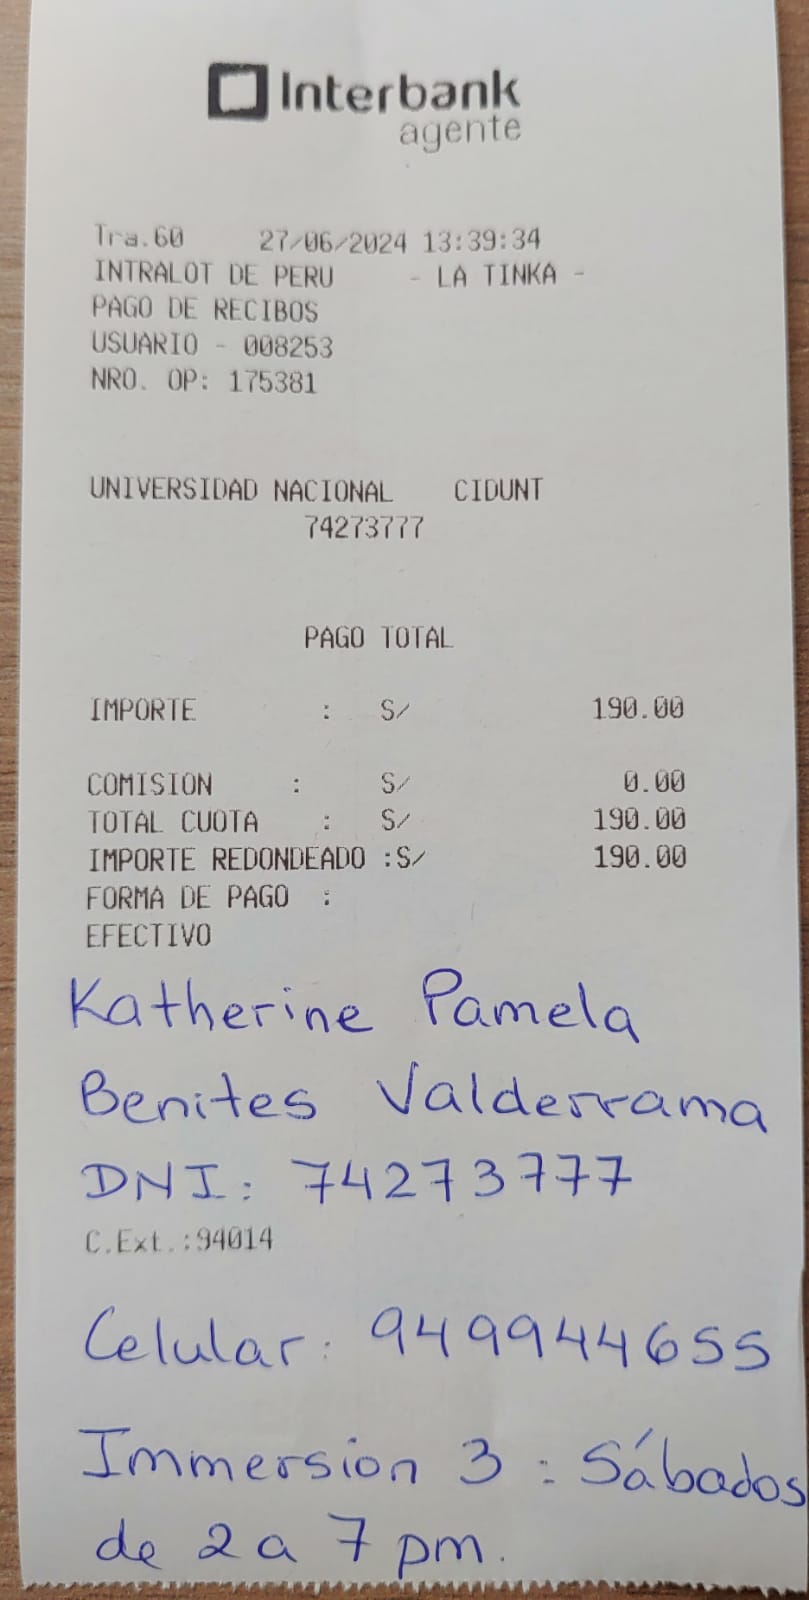 Interbank
agente
Tra.60 27/06/2024 13:39:34
INTRALOT DE PERU - LA TINKA -
PAGO DE RECIBOS
USUARIO - 008253
NRO. OP: 175381
UNIVERSIDAD NACIONAL CIDUNT
74273777
PAGO TOTAL
IMPORTE : S/ 190.00
COMISION : S/ 0.00
TOTAL CUOTA : S/ 190.00
IMPORTE REDONDEADO :S/ 190.00
FORMA DE PAGO :
EFECTIVO
Katherine Pamela
Benites Valderrama
DNI: 74273777
C.Ext.:94014
Celular: 949944655
Immersion 3 : Sábados
de 2 a 7 pm.